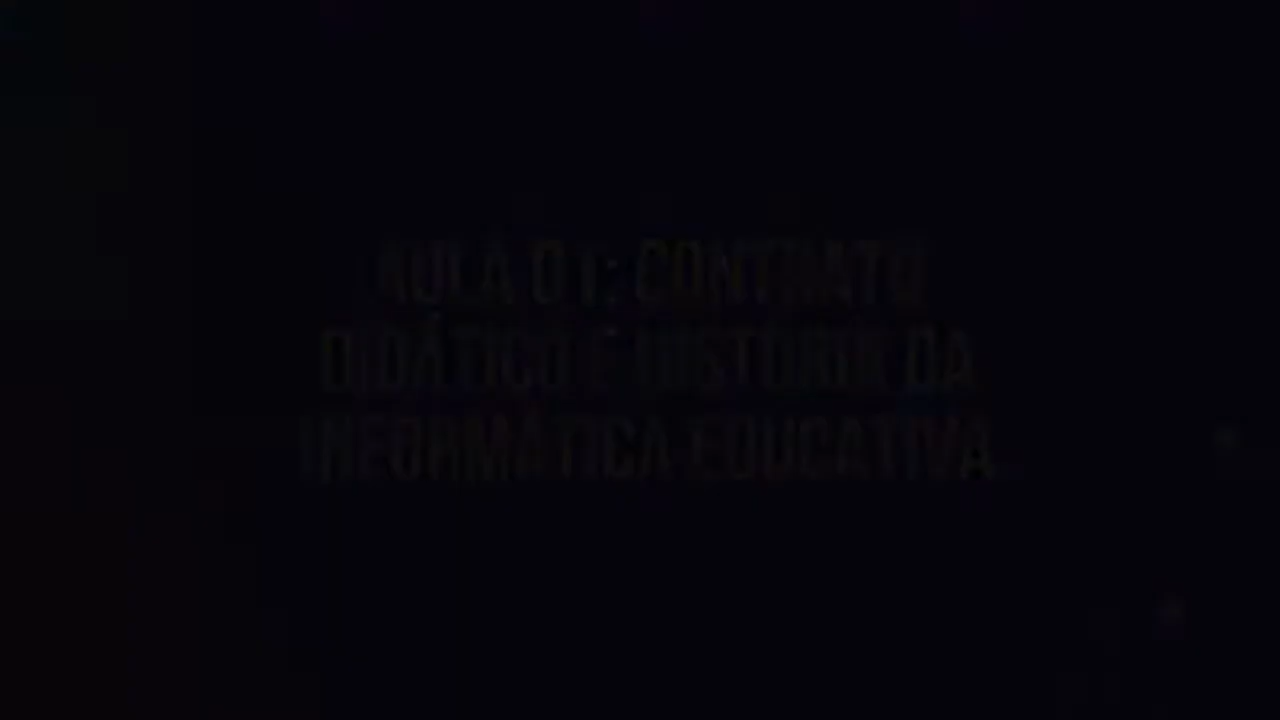 AULA 01: CONTRATO
DIDÁTICO E HISTÓRIA DA
INFORMÁTICA EDUCATIVA